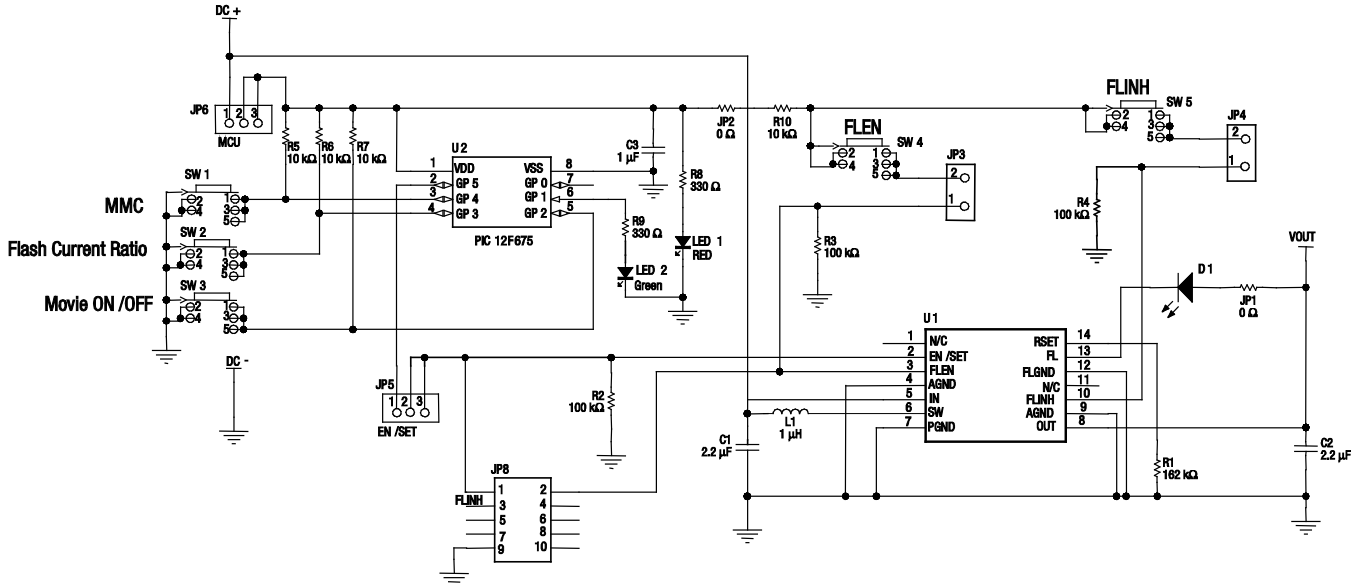 DC +
JP6
1 2 3
MCU
R5
10 kΩ
R6
10 kΩ
R7
10 kΩ
U2
1 VDD VSS 8
2 GP 5 GP 0 7
3 GP 4 GP 1 6
4 GP 3 GP 2 5
PIC 12F675
C3
1 µF
R8
330 Ω
R9
330 Ω
LED 1
RED
LED 2
Green
JP2
0 Ω
R10
10 kΩ
FLEN
SW 4
2 1
4 3
5
JP3
2
1
FLINH
SW 5
2 1
4 3
5
JP4
2
1
R4
100 kΩ
R3
100 kΩ
MMC
SW 1
2 1
4 3
5
Flash Current Ratio
SW 2
2 1
4 3
5
Movie ON /OFF
SW 3
2 1
4 3
5
DC -
JP5
1 2 3
EN /SET
R2
100 kΩ
VOUT
D1
JP1
0 Ω
U1
1 N/C RSET 14
2 EN /SET FL 13
3 FLEN FLGND 12
4 AGND N/C 11
5 IN FLINH 10
6 SW AGND 9
7 PGND OUT 8
L1
1 µH
C1
2.2 µF
R1
162 kΩ
C2
2.2 µF
JP8
1 2
FLINH 3 4
5 6
7 8
9 10